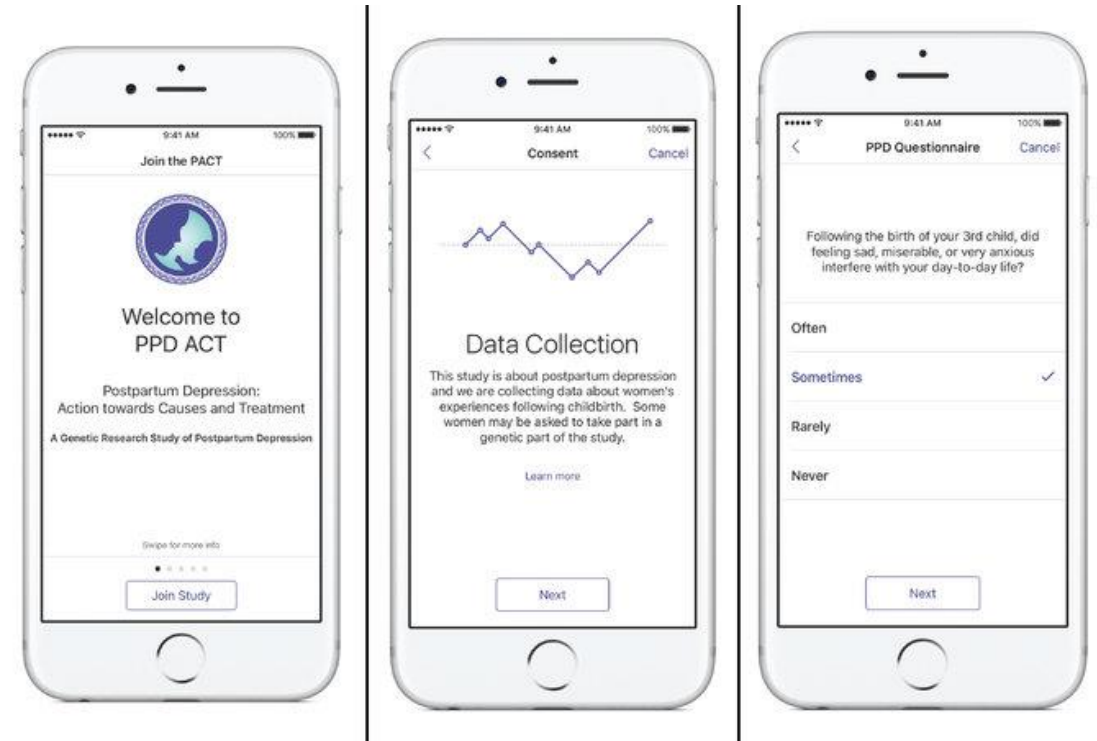 9:41 AM
100%
Join the PACT
Welcome to
PPD ACT
Postpartum Depression:
Action towards Causes and Treatment
A Genetic Research Study of Postpartum Depression
Swipe for more info
Join Study
9:41 AM
100%
Consent
Cancel
Data Collection
This study is about postpartum depression
and we are collecting data about women's
experiences following childbirth. Some
women may be asked to take part in a
genetic part of the study.
Learn more
Next
9:41 AM
100%
PPD Questionnaire
Cancel
Following the birth of your 3rd child, did
feeling sad, miserable, or very anxious
interfere with your day-to-day life?
Often
Sometimes
Rarely
Never
Next